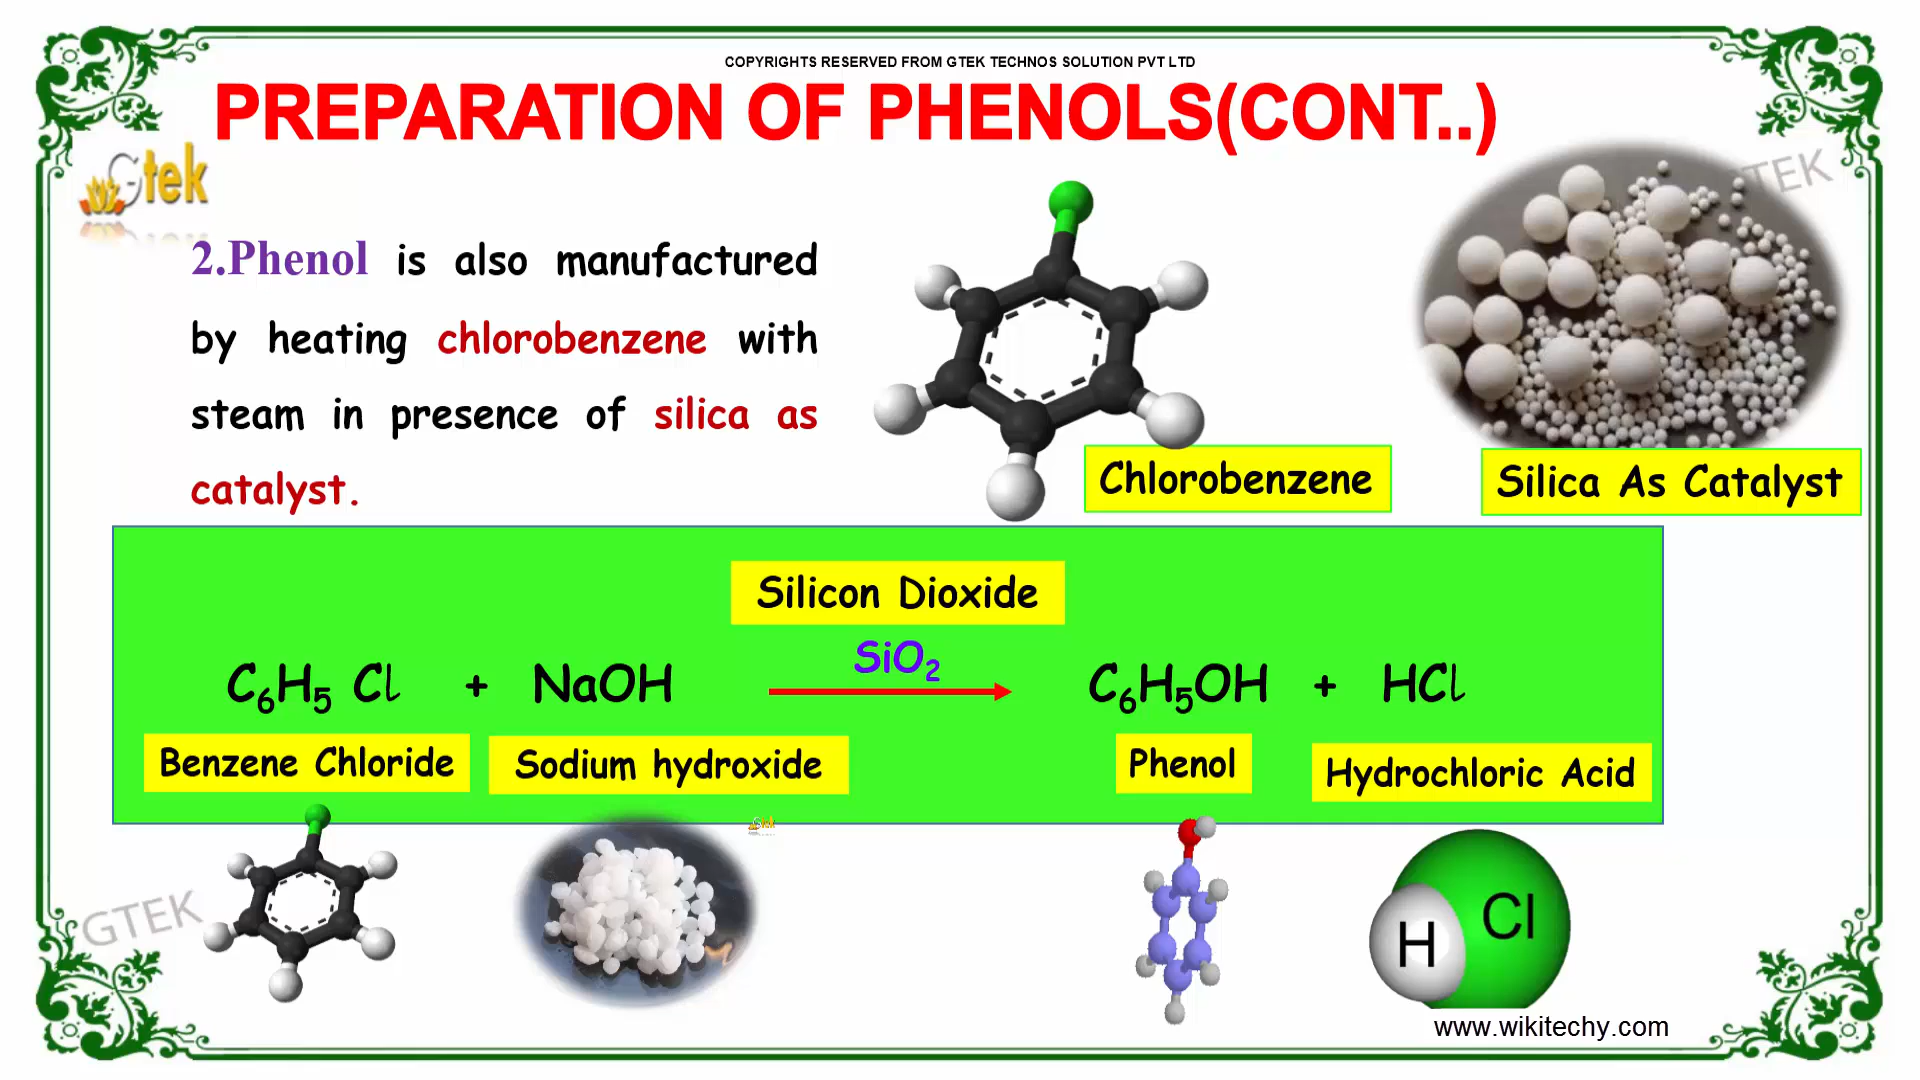 COPYRIGHTS RESERVED FROM GTEK TECHNOS SOLUTION PVT LTD
PREPARATION OF PHENOLS(CONT..)
Gtek
GTEK
2.Phenol is also manufactured
by heating chlorobenzene with
steam in presence of silica as
catalyst.
Chlorobenzene
Silica As Catalyst
Silicon Dioxide
SiO₂
C₆H₅ Cl + NaOH C₆H₅OH + HCl
Benzene Chloride
Sodium hydroxide
Phenol
Hydrochloric Acid
Gtek
GTEK
H
Cl
www.wikitechy.com